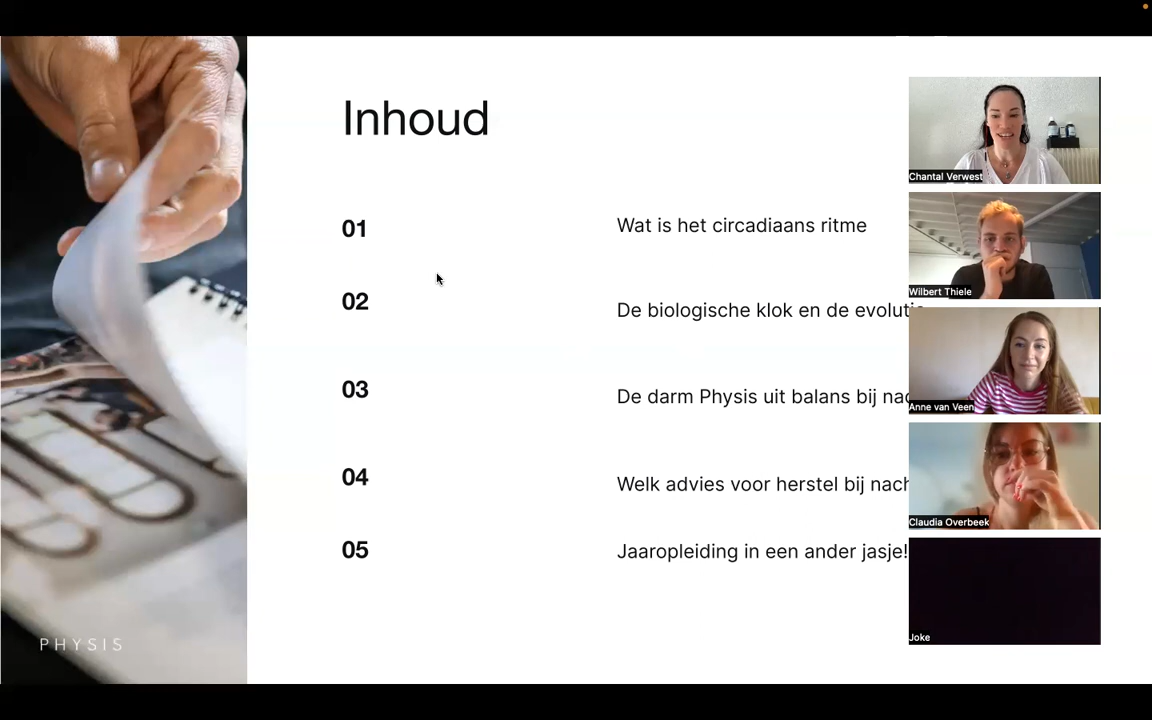 Inhoud
01
Wat is het circadiaans ritme
02
De biologische klok en de evoluti
03
De darm Physis uit balans bij
04
Welk advies voor herstel bij
05
Jaaropleiding in een ander jasje!
PHYSIS
Chantal Verwest
Wilbert Thiele
Anne van Veen
Claudia Overbeek
Joke